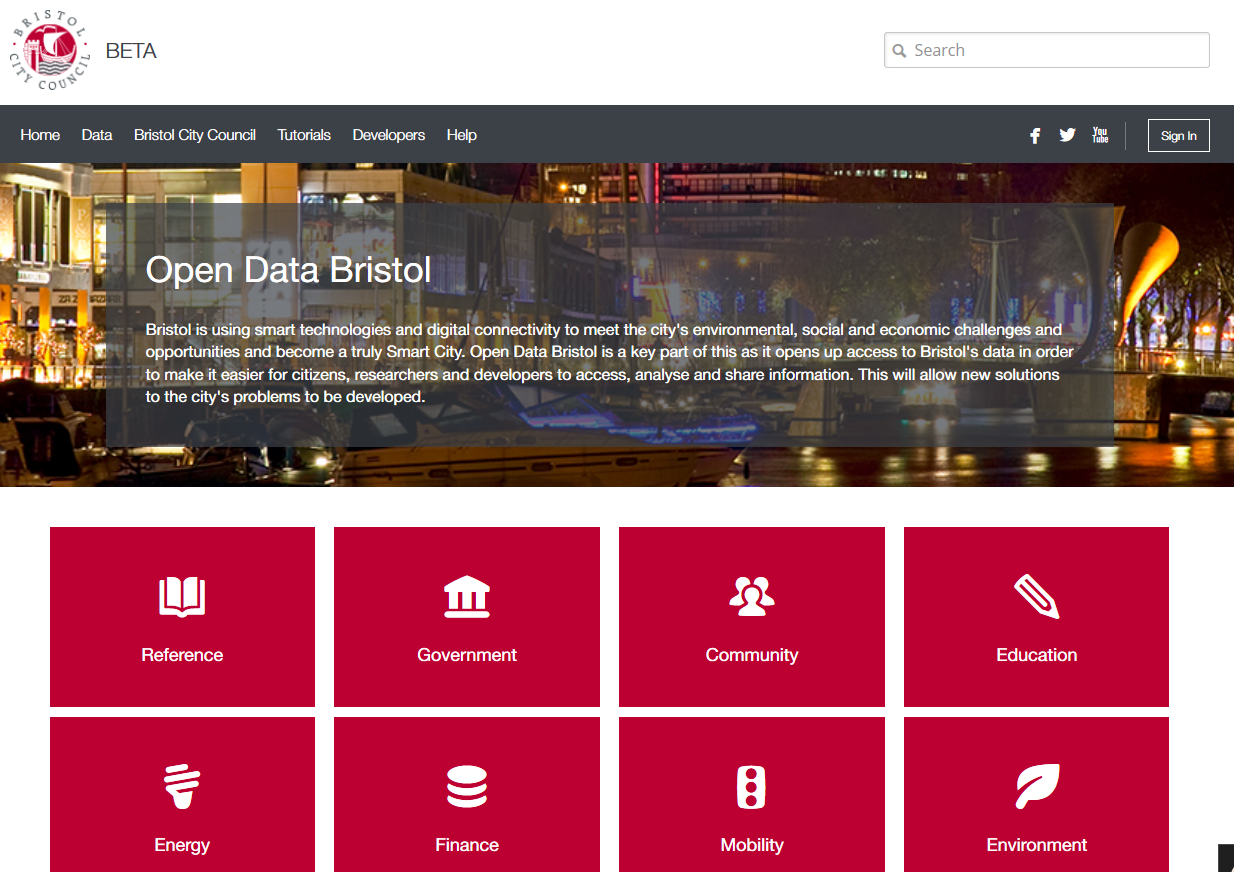 BRISTOL
CITY COUNCIL
BETA
Search
Home Data Bristol City Council Tutorials Developers Help
You
Tube
Sign In
Open Data Bristol
Bristol is using smart technologies and digital connectivity to meet the city's environmental, social and economic challenges and
opportunities and become a truly Smart City. Open Data Bristol is a key part of this as it opens up access to Bristol's data in order
to make it easier for citizens, researchers and developers to access, analyse and share information. This will allow new solutions
to the city's problems to be developed.
Reference Government Community Education
Energy Finance Mobility Environment